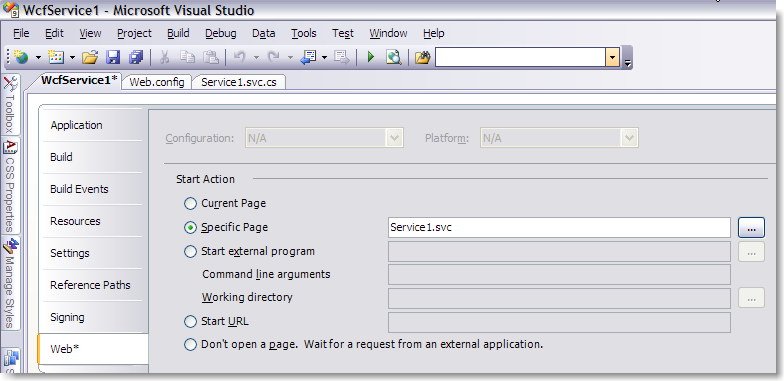 WcfService1 - Microsoft Visual Studio
File Edit View Project Build Debug Data Tools Test Window Help
WcfService1* Web.config Service1.svc.cs
Toolbox
CSS Properties
Manage Styles
Application
Build
Build Events
Resources
Settings
Reference Paths
Signing
Web*
Configuration: N/A Platform: N/A
Start Action
Current Page
Specific Page Service1.svc ...
Start external program ...
Command line arguments
Working directory ...
Start URL
Don't open a page. Wait for a request from an external application.